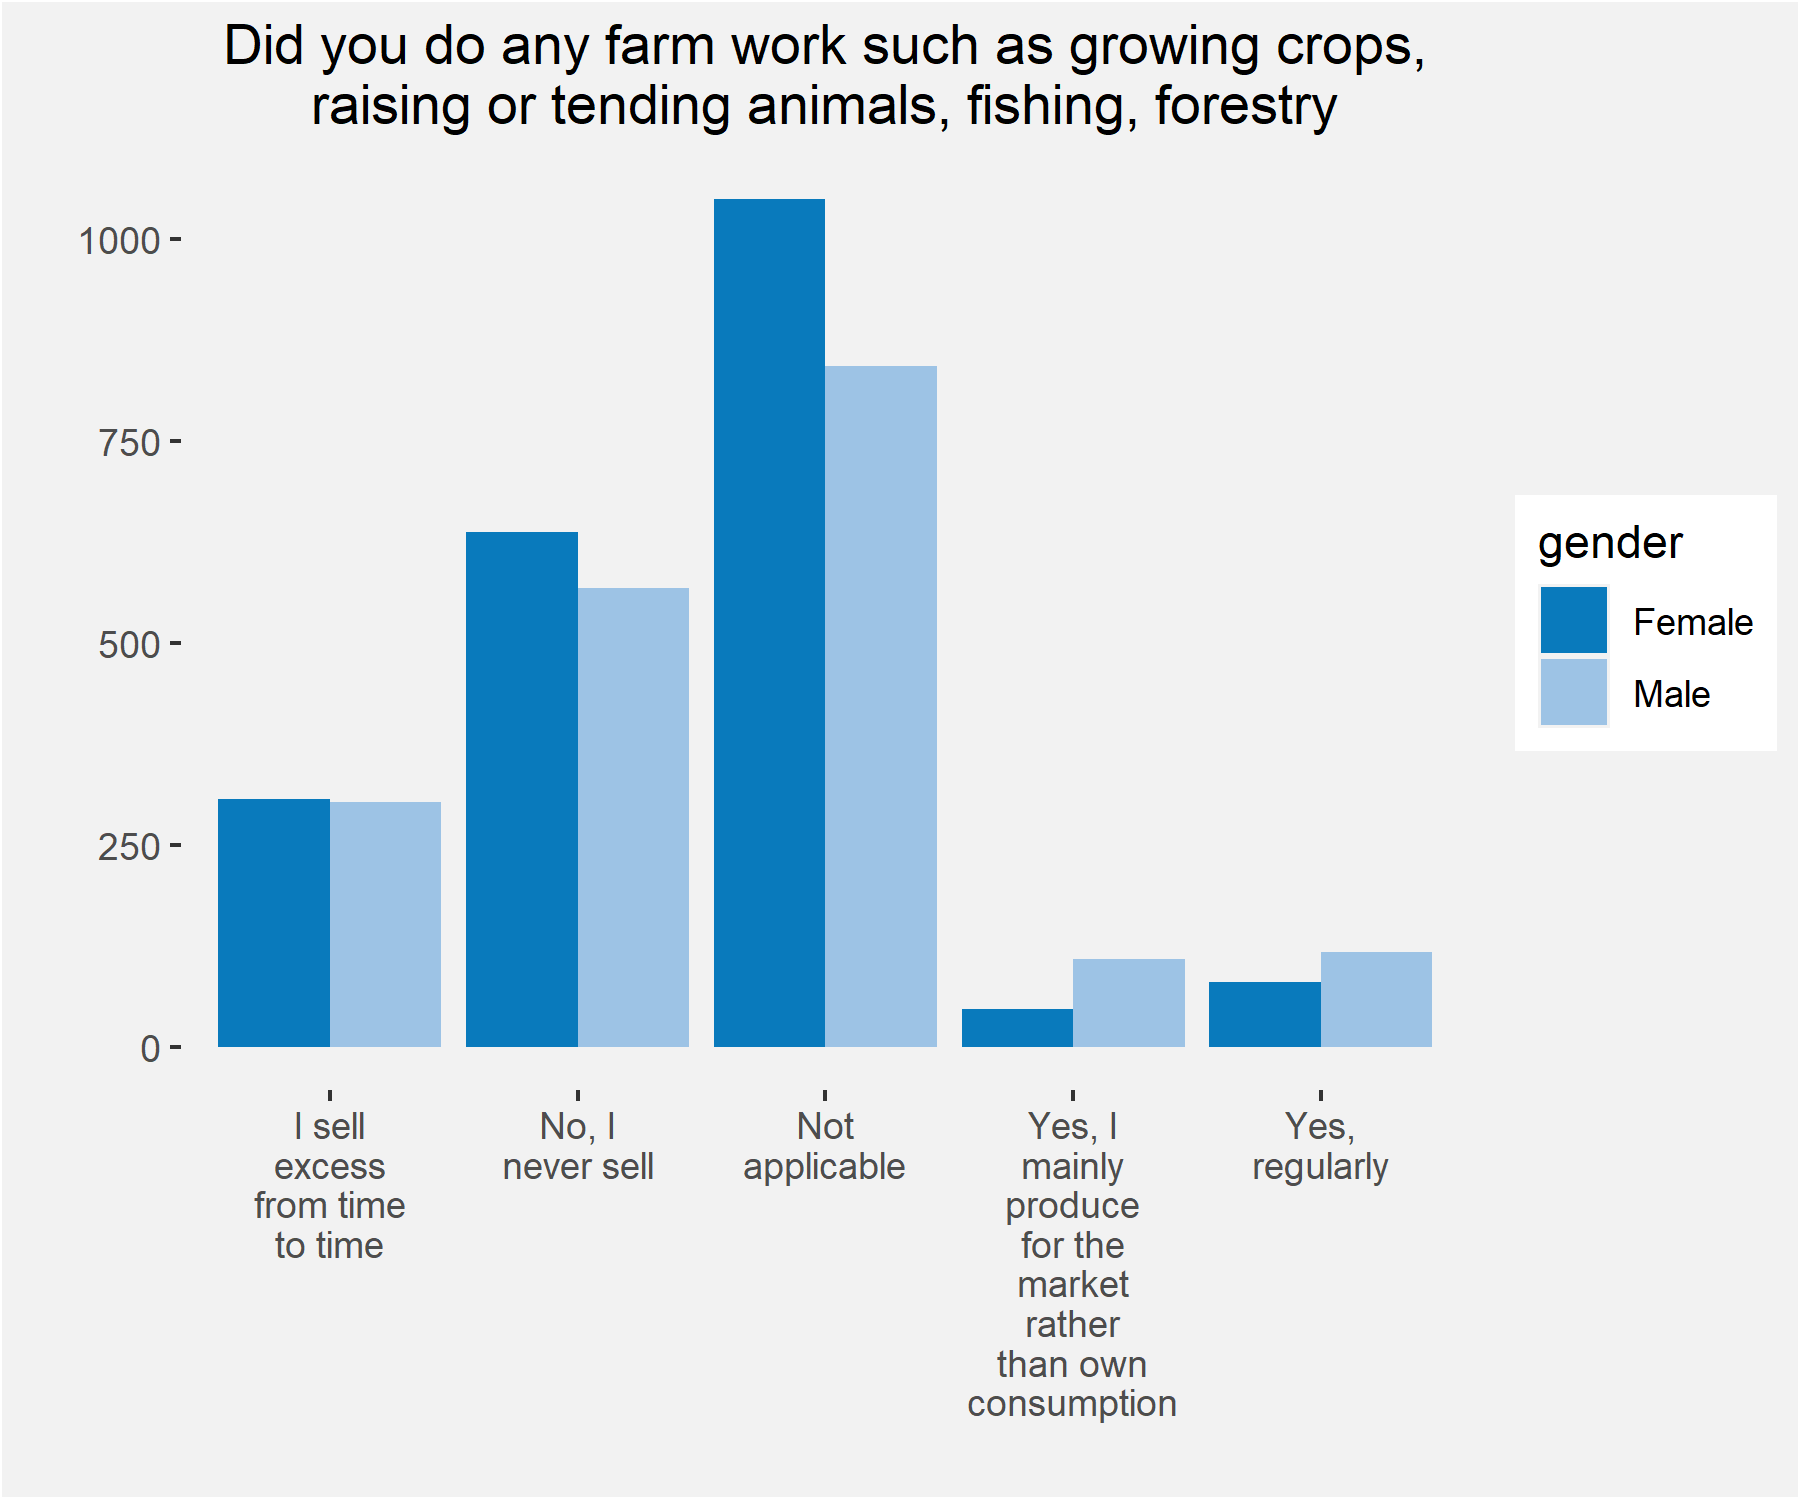 Did you do any farm work such as growing crops,
raising or tending animals, fishing, forestry
1000
750
500
250
0
gender
Female
Male
I sell
excess
from time
to time
No, I
never sell
Not
applicable
Yes, I
mainly
produce
for the
market
rather
than own
consumption
Yes,
regularly